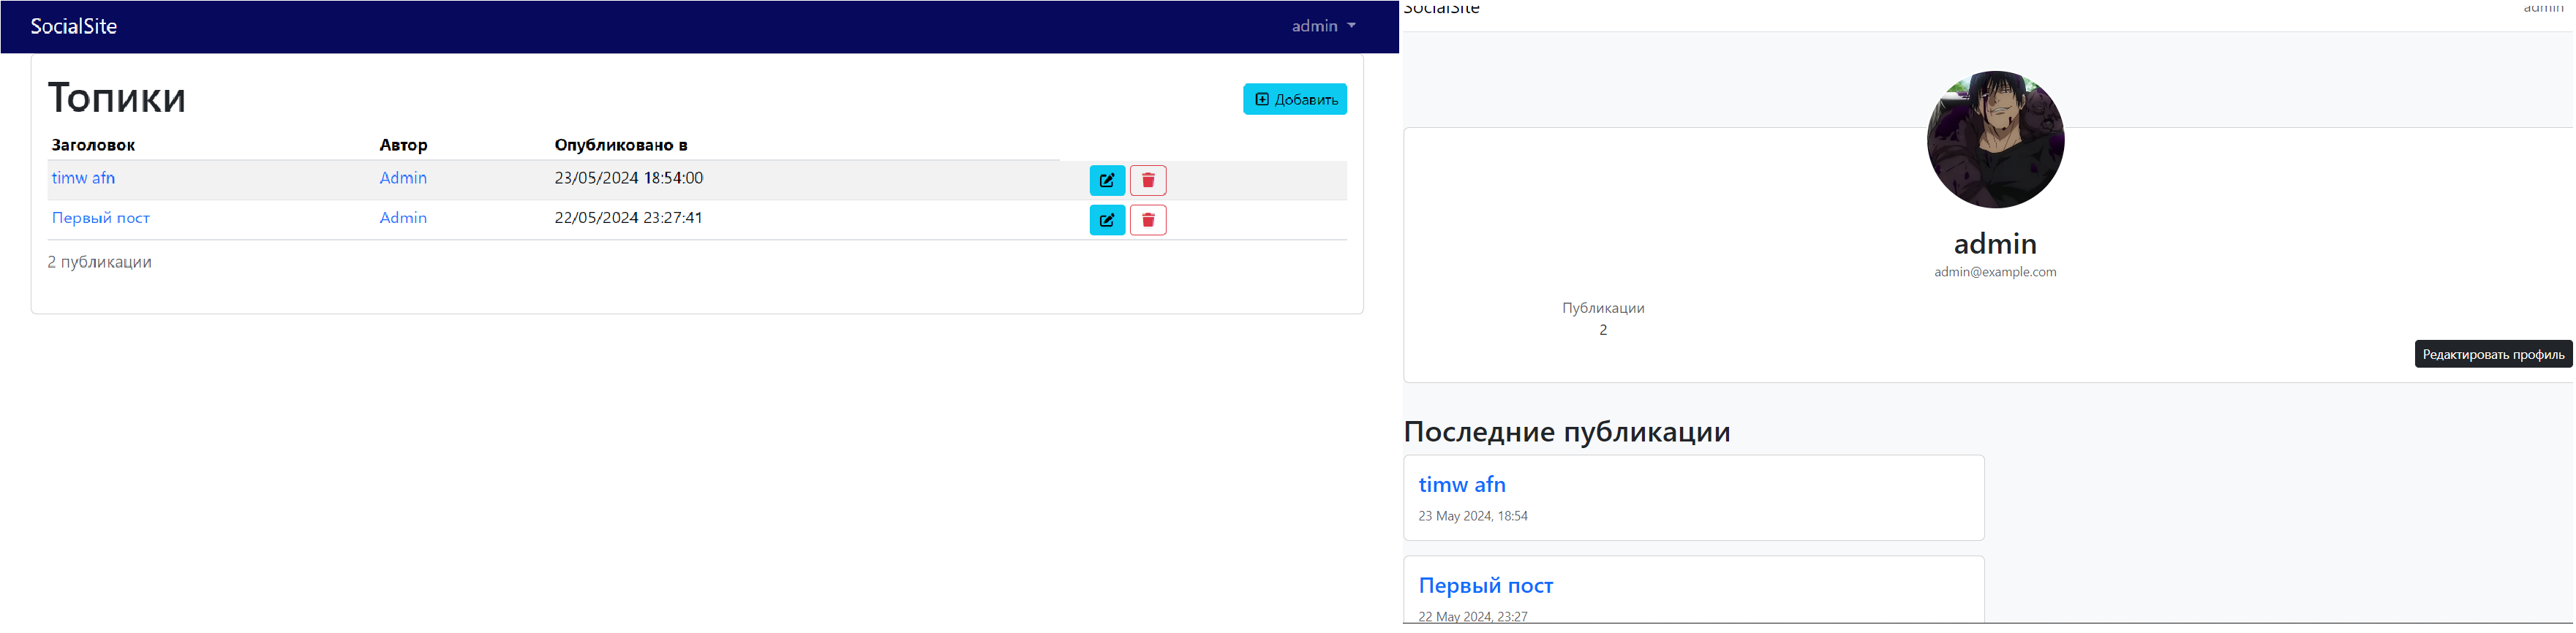 SocialSite
admin
Топики
Добавить
Заголовок Автор Опубликовано в
timw afn Admin 23/05/2024 18:54:00
Первый пост Admin 22/05/2024 23:27:41
2 публикации
SocialSite
admin
admin
admin@example.com
Публикации
2
Редактировать профиль
Последние публикации
timw afn
23 May 2024, 18:54
Первый пост
22 May 2024, 23:27